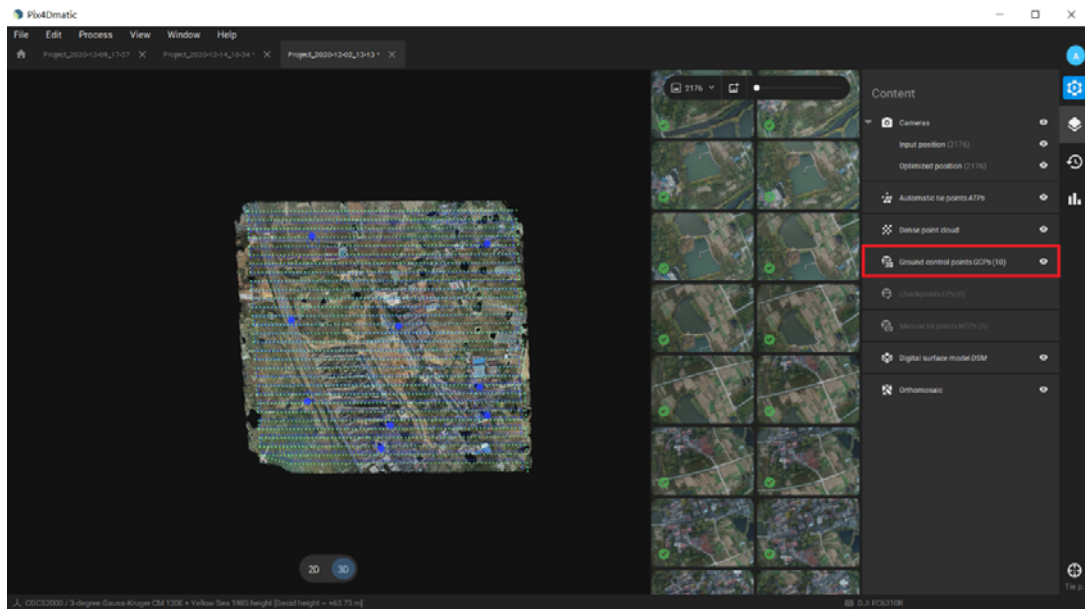 Pix4Dmatic
File Edit Process View Window Help
Project_2020-12-09_17-57 Project_2020-12-14_10-34 * Project_2020-12-02_13-13 *
A
2176
Content
Cameras
Input position (2176)
Optimized position (2176)
Automatic tie points ATPs
Dense point cloud
Ground control points GCPs (10)
Checkpoints CPs (0)
Manual tie points MTPs (0)
Digital surface model DSM
Orthomosaic
2D 3D
Tie p
CGCS2000 / 3-degree Gauss-Kruger CM 120E + Yellow Sea 1985 height [Geoid height — +63.73 m]
DJI FC6310R